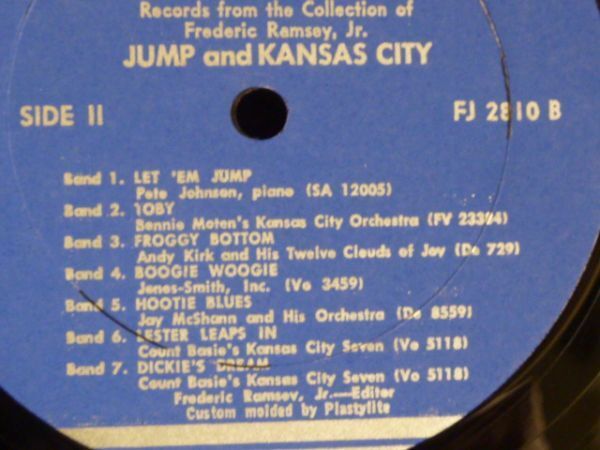 Records from the Collection of
Frederic Ramsey, Jr.
JUMP and KANSAS CITY
SIDE II
FJ 2810 B
Band 1. LET 'EM JUMP
Pete Johnson, piano (SA 12005)
Band 2. TOBY
Bennie Moten's Kansas City Orchestra (FV 23384)
Band 3. FROGGY BOTTOM
Andy Kirk and His Twelve Clouds of Joy (De 729)
Band 4. BOOGIE WOOGIE
Jones-Smith, Inc. (Vo 3459)
Band 5. HOOTIE BLUES
Jay McShann and His Orchestra (De 8559)
Band 6. LESTER LEAPS IN
Count Basie's Kansas City Seven (Vo 5118)
Band 7. DICKIE'S DREAM
Count Basie's Kansas City Seven (Vo 5118)
Frederic Ramsey, Jr.—Editor
Custom molded by Plastylite